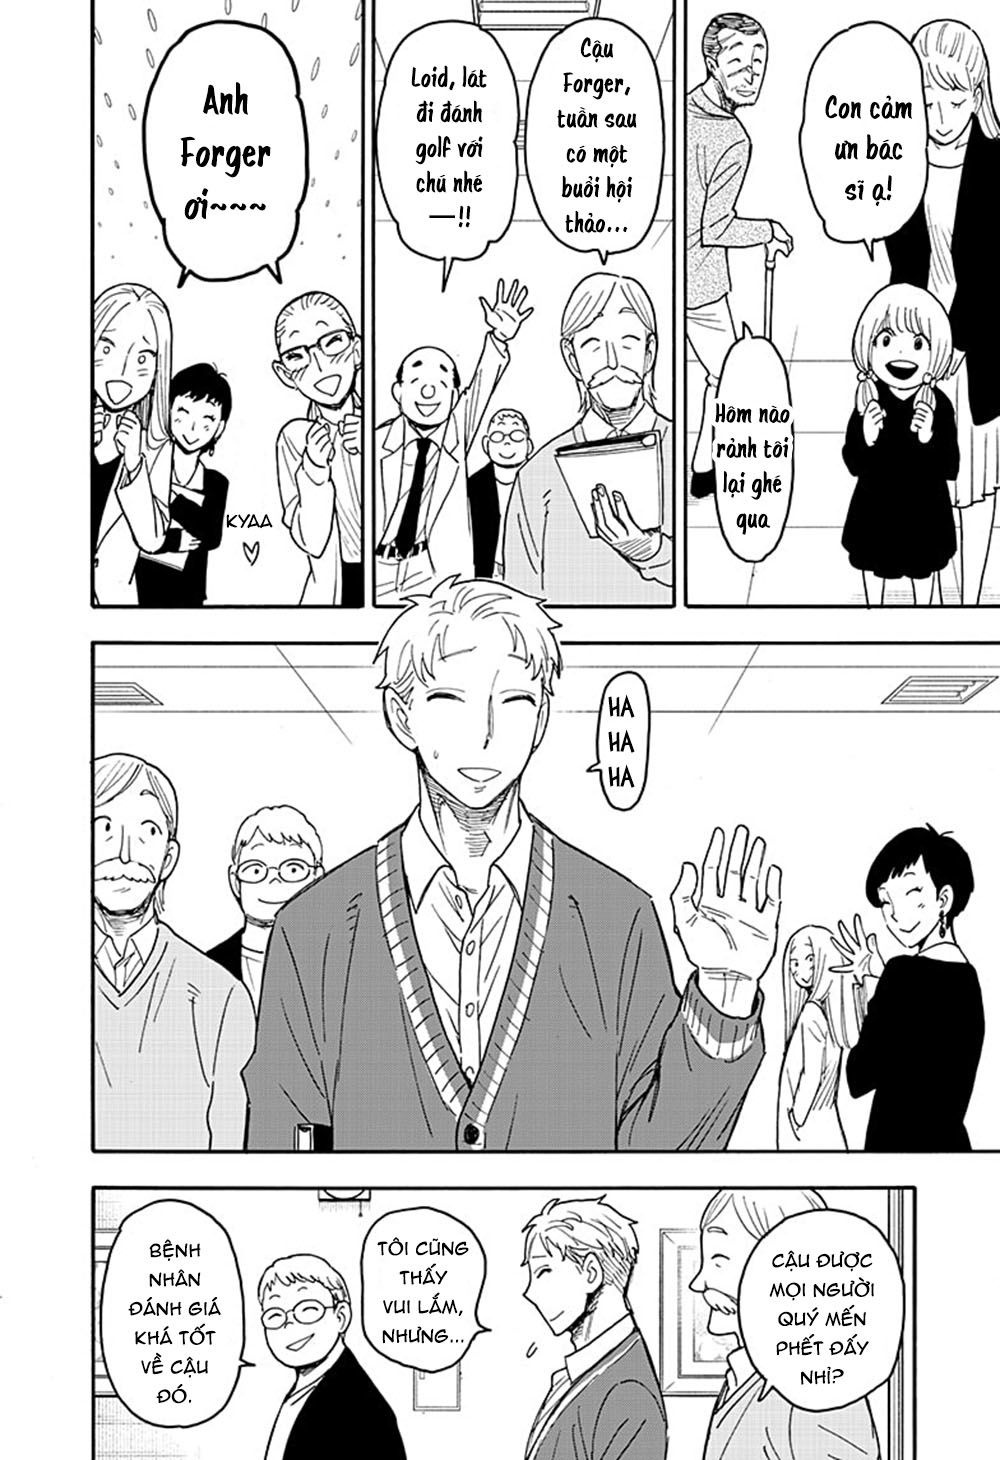 Con cảm
ưn bác
sĩ ạ!
Hôm nào
rảnh tôi
lại ghé
qua
Cậu
Forger,
tuần sau
có một
buổi hội
thảo...
Loid, lát
đi đánh
golf với
chú nhé
—!!
Anh
Forger
ơi~~~
KYAA
HA
HA
HA
CẬU ĐƯỢC
MỌI NGƯỜI
QUÝ MẾN
PHẾT ĐẤY
NHỈ?
TÔI CŨNG
THẤY
VUI LẮM,
NHƯNG...
BỆNH
NHÂN
ĐÁNH GIÁ
KHÁ TỐT
VỀ CẬU
ĐÓ.